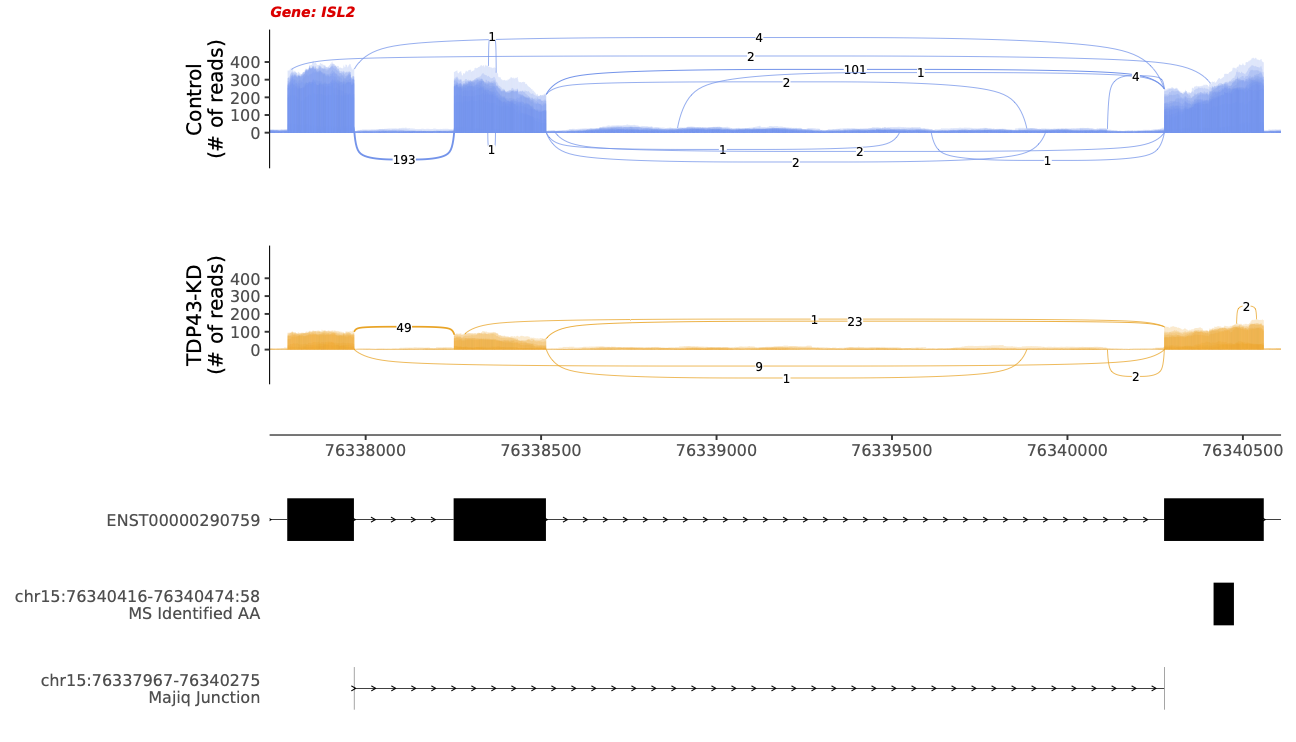 Gene: ISL2
Control
(# of reads)
400
300
200
100
0
1
4
2
101
1
2
4
193
1
1
2
2
1
TDP43-KD
(# of reads)
400
300
200
100
0
49
1
23
2
9
1
2
76338000 76338500 76339000 76339500 76340000 76340500
ENST00000290759
chr15:76340416-76340474:58
MS Identified AA
chr15:76337967-76340275
Majiq Junction